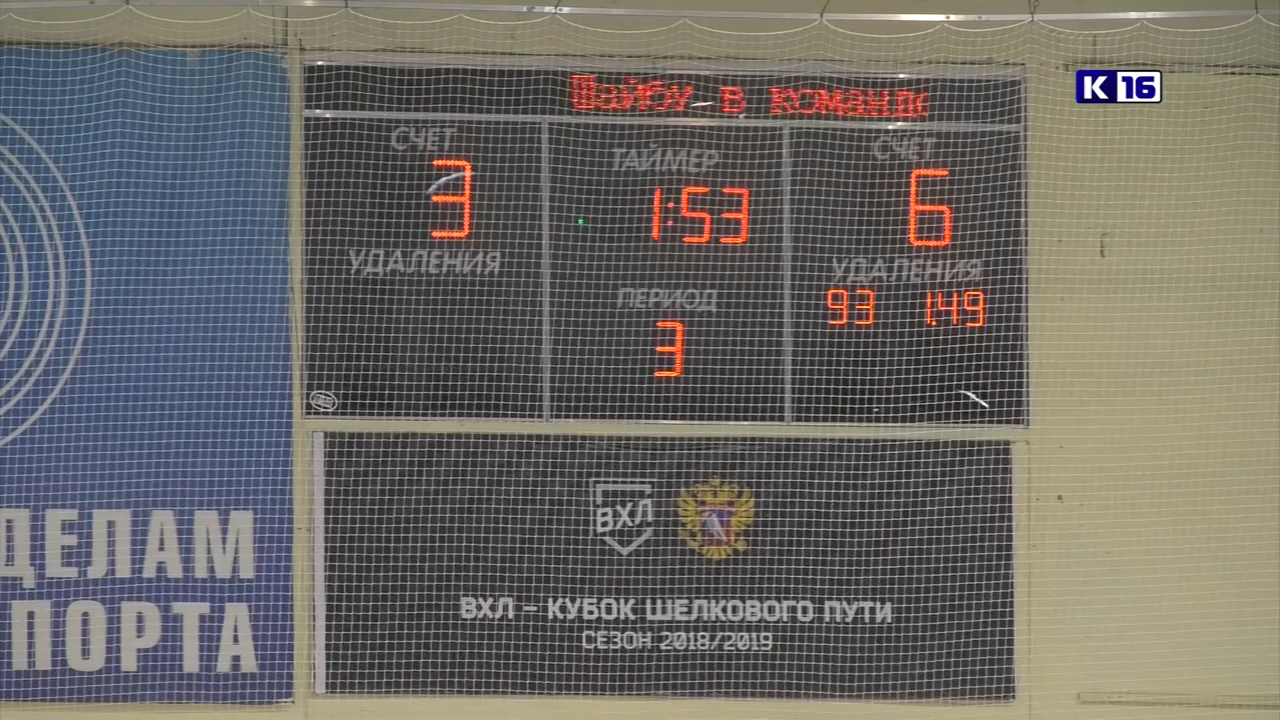 К 16
Шайбу в команд
СЧЕТ
ТАЙМЕР
СЧЕТ
3
1:53
6
УДАЛЕНИЯ
УДАЛЕНИЯ
ПЕРИОД
93 1.49
3
ВХЛ
ДЕЛАМ
ПОРТА
ВХЛ – КУБОК ШЕЛКОВОГО ПУТИ
СЕЗОН 2018/2019